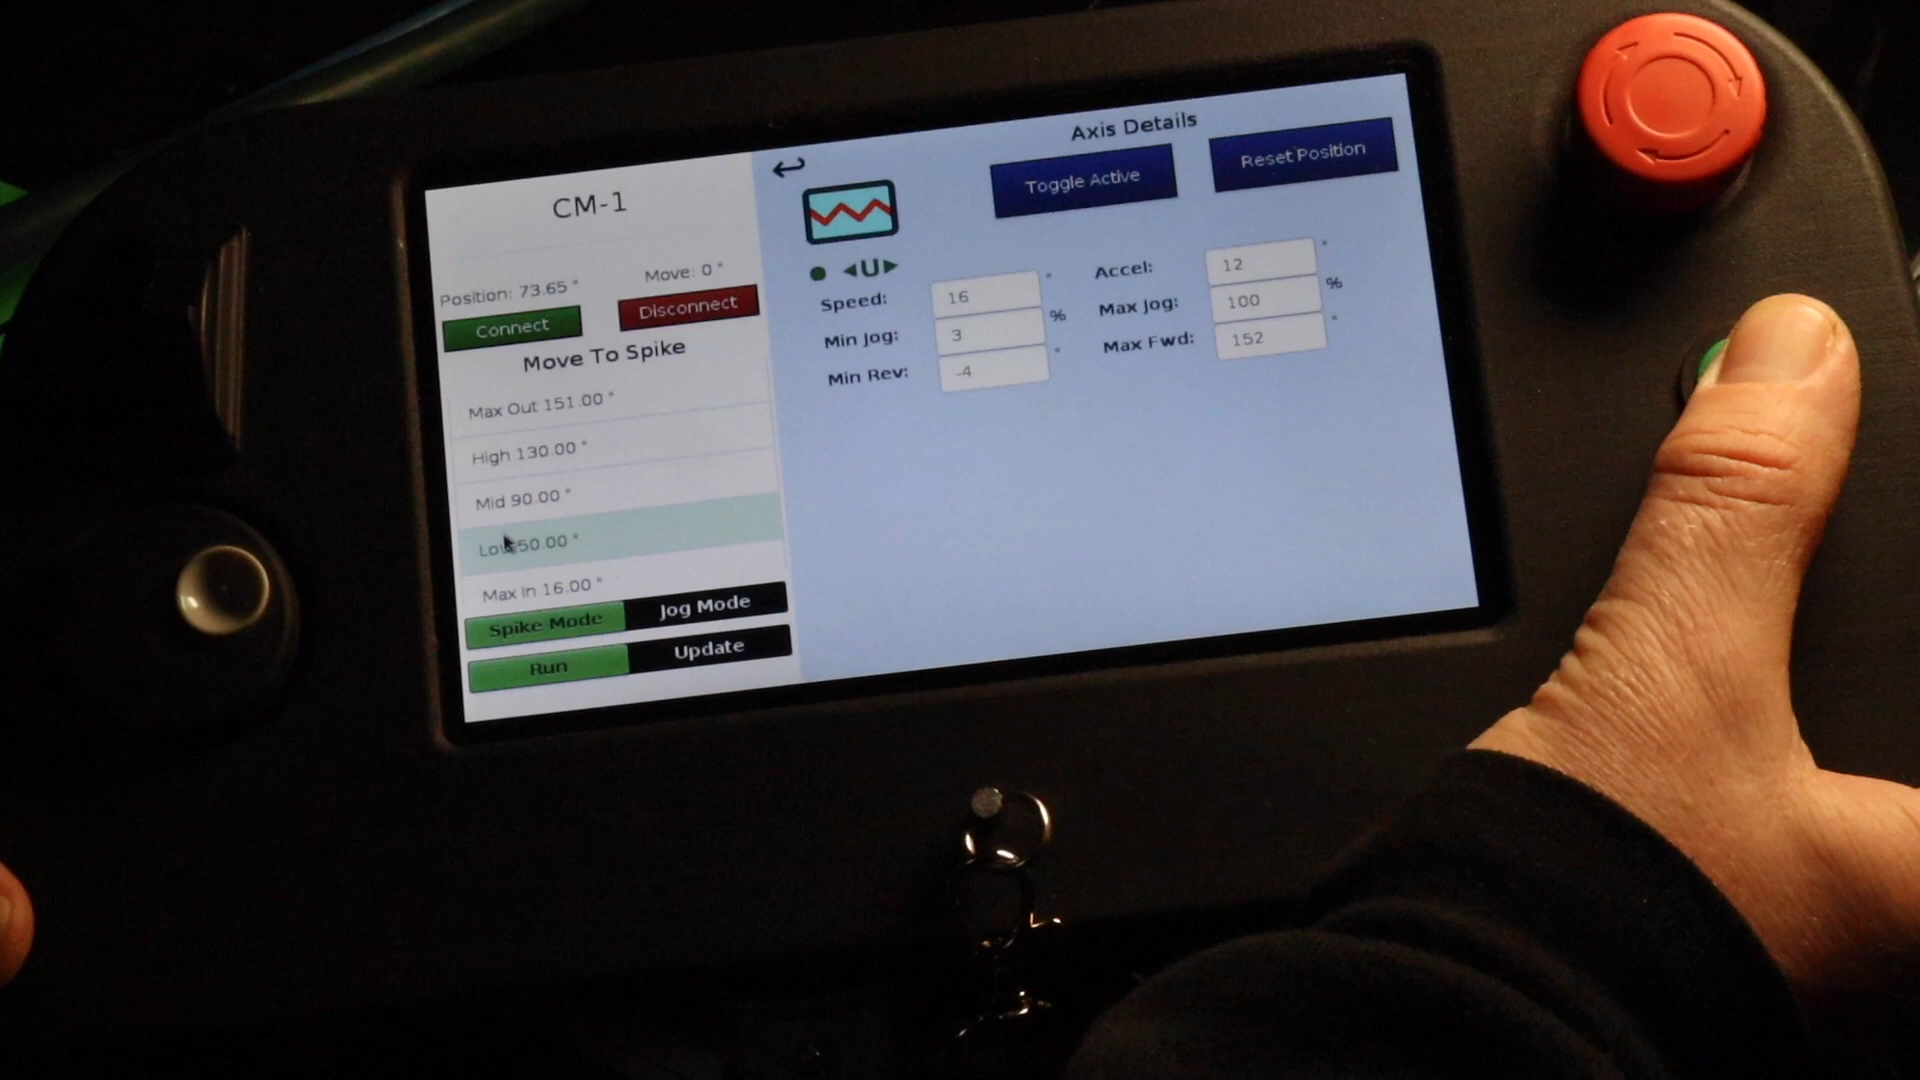 CM-1
Position: 73.65 °
Move: 0 °
Connect
Disconnect
Move To Spike
Max Out 151.00 °
High 130.00 °
Mid 90.00 °
50.00 °
Max In 16.00 °
Spike Mode
Jog Mode
Run
Update
Axis Details
Toggle Active
Reset Position
U
Speed: 16 °
Accel: 12 °
Min Jog: 3 %
Max Jog: 100 %
Min Rev: -4 °
Max Fwd: 152 °